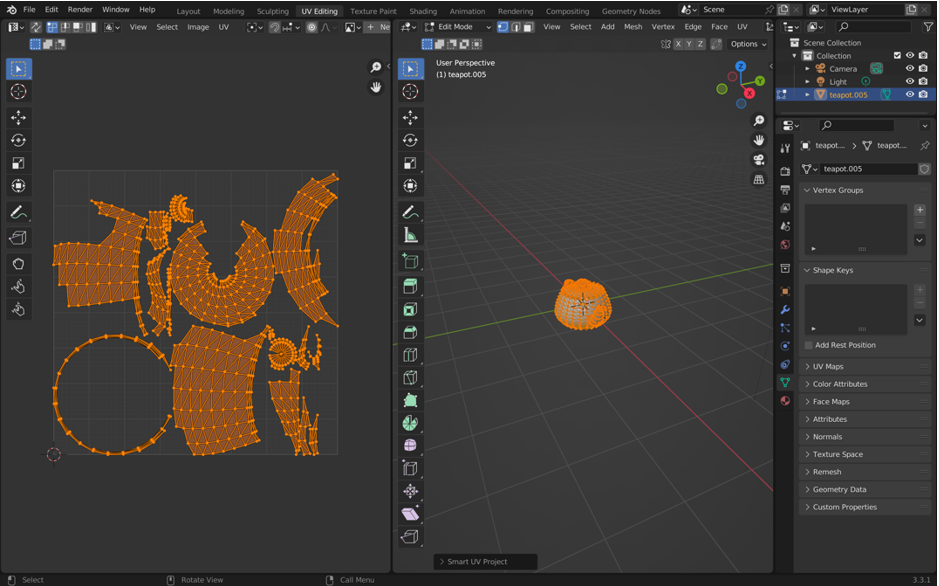 File Edit Render Window Help Layout Modeling Sculpting UV Editing Texture Paint Shading Animation Rendering Compositing Geometry Nodes Scene ViewLayer
View Select Image UV Ne
Edit Mode View Select Add Mesh Vertex Edge Face UV
X Y Z Options
User Perspective
(1) teapot.005
Z
Y
X
Smart UV Project
Scene Collection
Collection
Camera
Light
teapot.005
teapot... > teapot...
teapot.005
Vertex Groups
Shape Keys
Add Rest Position
UV Maps
Color Attributes
Face Maps
Attributes
Normals
Texture Space
Remesh
Geometry Data
Custom Properties
Select Rotate View Call Menu 3.3.1